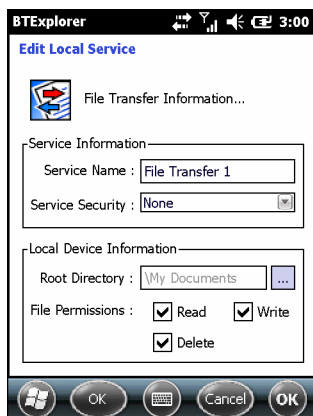 BTExplorer 3:00
Edit Local Service
File Transfer Information...
Service Information
Service Name : File Transfer 1
Service Security : None
Local Device Information
Root Directory : \My Documents ...
File Permissions : Read Write
Delete
OK Cancel OK